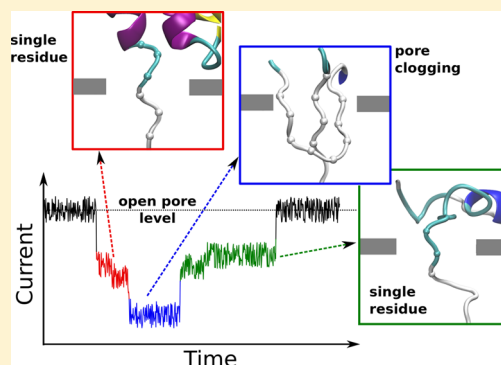 single
residue
pore
clogging
open pore
level
single
residue
Current
Time